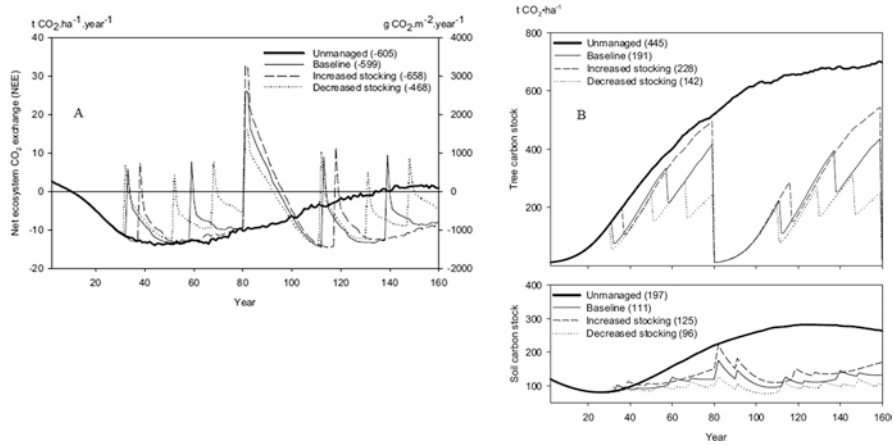 t CO₂.ha⁻¹.year⁻¹
g CO₂.m⁻².year⁻¹
40
30
20
10
0
-10
-20
4000
3000
2000
1000
0
-1000
-2000
Net ecosystem CO₂ exchange (NEE)
A
Unmanaged (-605)
Baseline (-599)
Increased stocking (-658)
Decreased stocking (-468)
20
40
60
80
100
120
140
160
Year
t CO₂•ha⁻¹
800
600
400
200
Tree carbon stock
B
Unmanaged (445)
Baseline (191)
Increased stocking (228)
Decreased stocking (142)
400
300
200
100
Soil carbon stock
Unmanaged (197)
Baseline (111)
Increased stocking (125)
Decreased stocking (96)
20
40
60
80
100
120
140
1600
Year